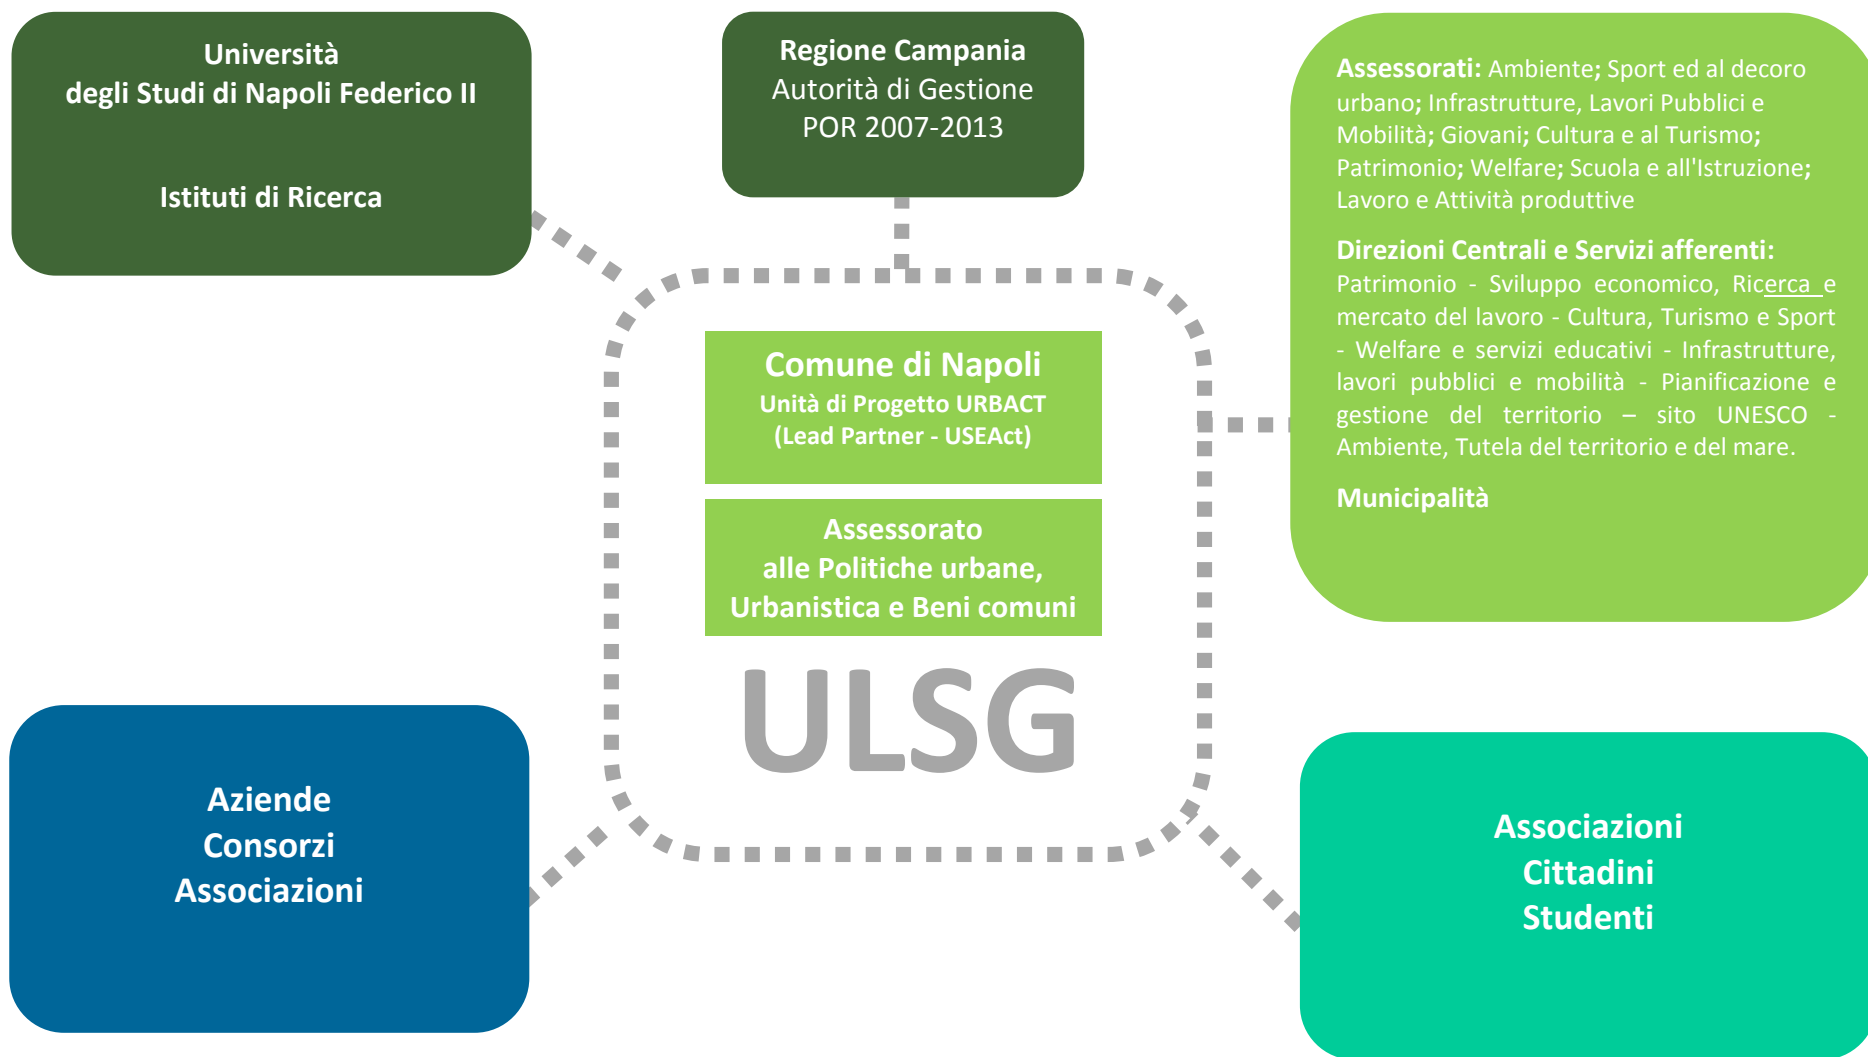 Università
degli Studi di Napoli Federico II
Istituti di Ricerca
Regione Campania
Autorità di Gestione
POR 2007-2013
Assessorati: Ambiente; Sport ed al decoro
urbano; Infrastrutture, Lavori Pubblici e
Mobilità; Giovani; Cultura e al Turismo;
Patrimonio; Welfare; Scuola e all'Istruzione;
Lavoro e Attività produttive
Direzioni Centrali e Servizi afferenti:
Patrimonio - Sviluppo economico, Ricerca e
mercato del lavoro - Cultura, Turismo e Sport
- Welfare e servizi educativi - Infrastrutture,
lavori pubblici e mobilità - Pianificazione e
gestione del territorio – sito UNESCO -
Ambiente, Tutela del territorio e del mare.
Municipalità
Comune di Napoli
Unità di Progetto URBACT
(Lead Partner - USEAct)
Assessorato
alle Politiche urbane,
Urbanistica e Beni comuni
ULSG
Aziende
Consorzi
Associazioni
Associazioni
Cittadini
Studenti